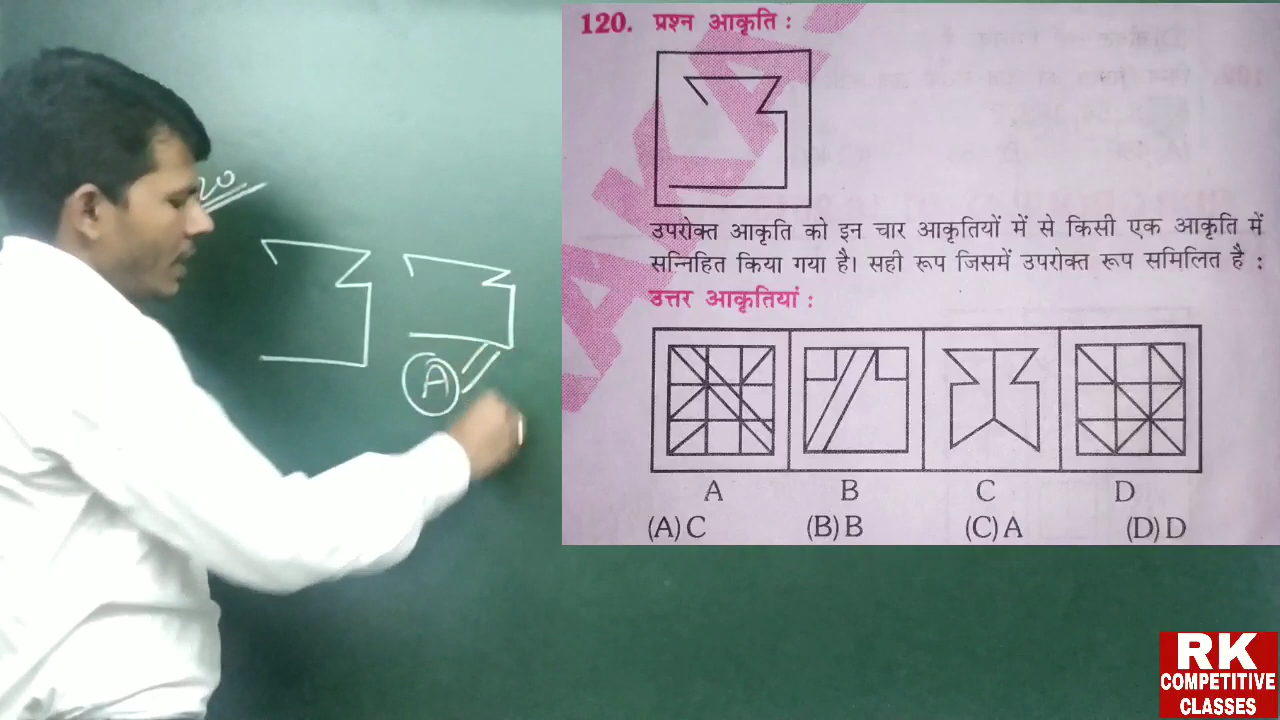 20
A
120. प्रश्न आकृति :
उपरोक्त आकृति को इन चार आकृतियों में से किसी एक आकृति में
सन्निहित किया गया है। सही रूप जिसमें उपरोक्त रूप समिलित है :
उत्तर आकृतियां :
A B C D
(A) C (B) B (C) A (D) D
RK
COMPETITIVE
CLASSES